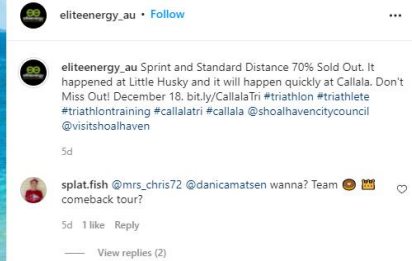 eliteenergy_au • Follow
eliteenergy_au Sprint and Standard Distance 70% Sold Out. It
happened at Little Husky and it will happen quickly at Callala. Don't
Miss Out! December 18. bit.ly/CallalaTri #triathlon #triathlete
#triathlontraining #callalatri #callala @shoalhavencitycouncil
@visitshoalhaven
5d
splat.fish @mrs_chris72 @danicamatsen wanna? Team 🍩 👑
comeback tour?
5d 1 like Reply
View replies (2)